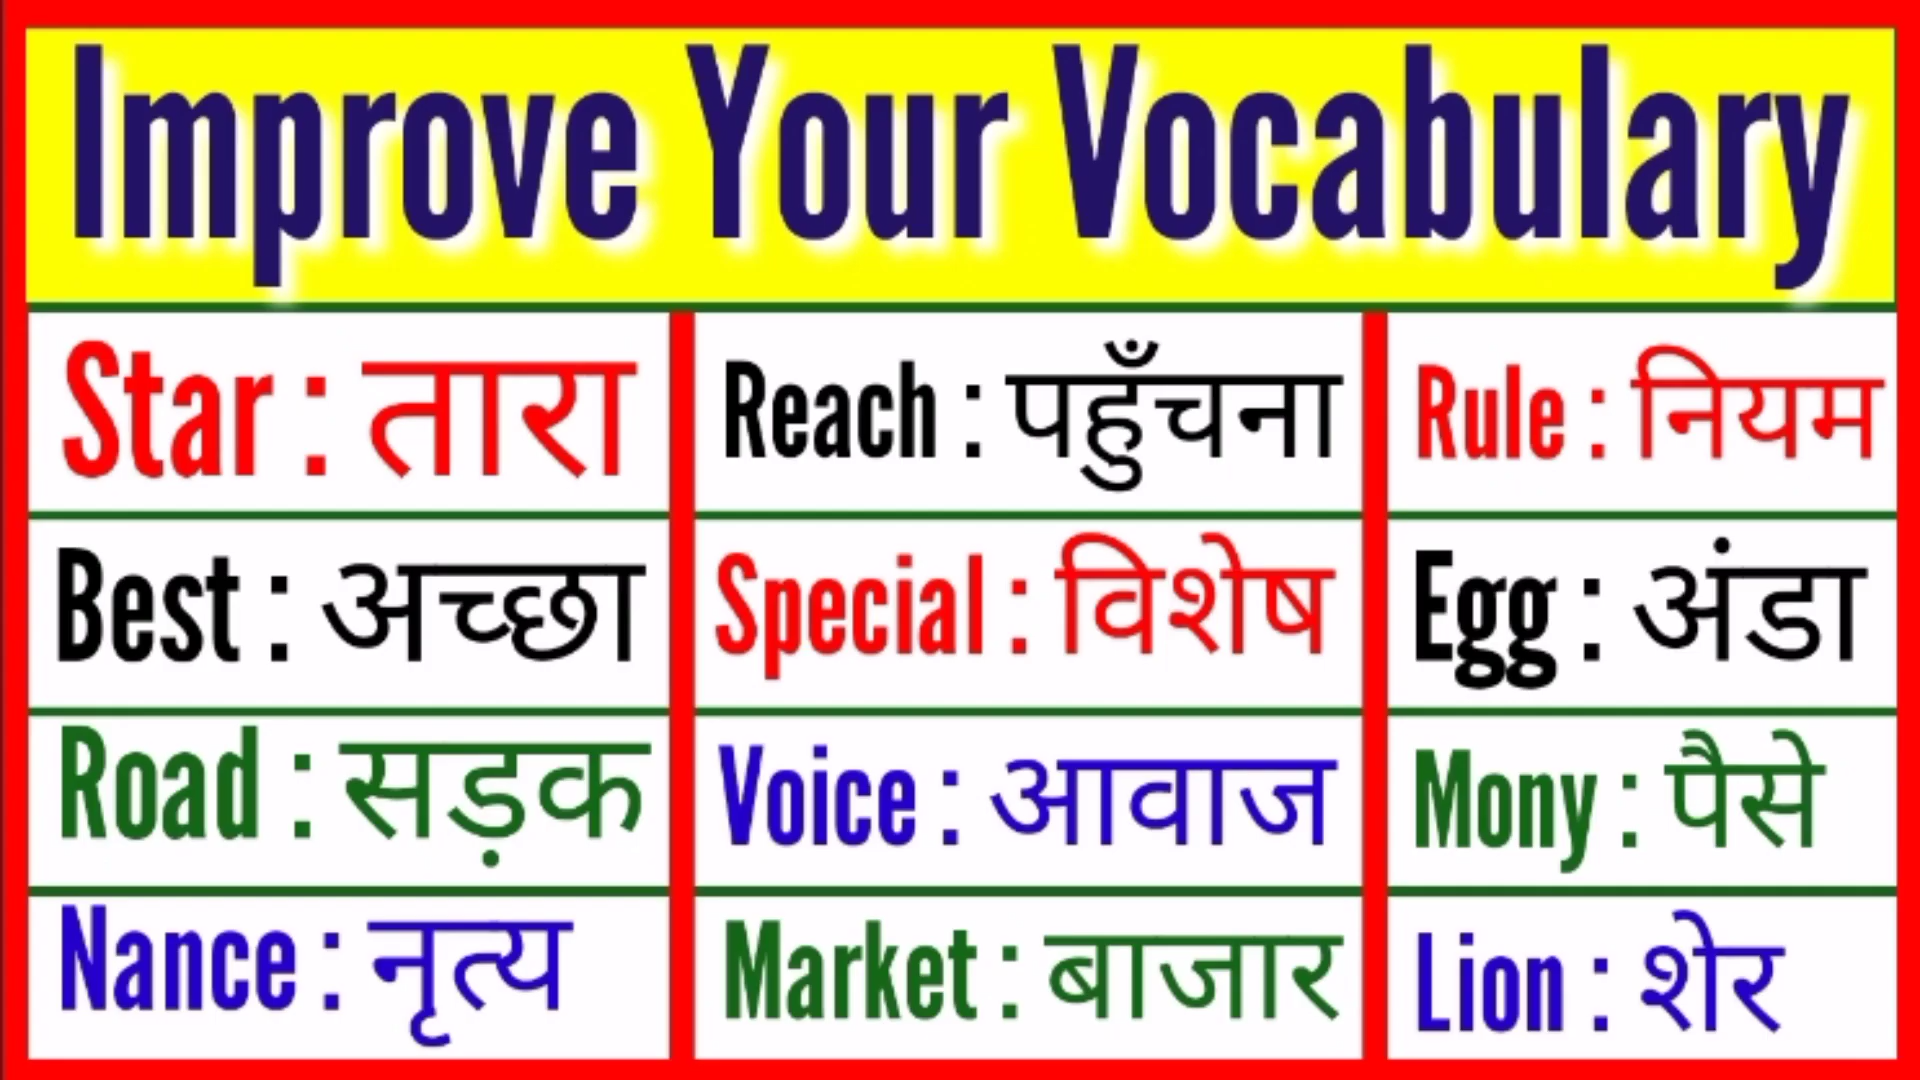 Improve Your Vocabulary
Star : तारा
Reach : पहुँचना
Rule : नियम
Best : अच्छा
Special : विशेष
Egg : अंडा
Road : सड़क
Voice : आवाज
Mony : पैसे
Nance : नृत्य
Market : बाजार
Lion : शेर